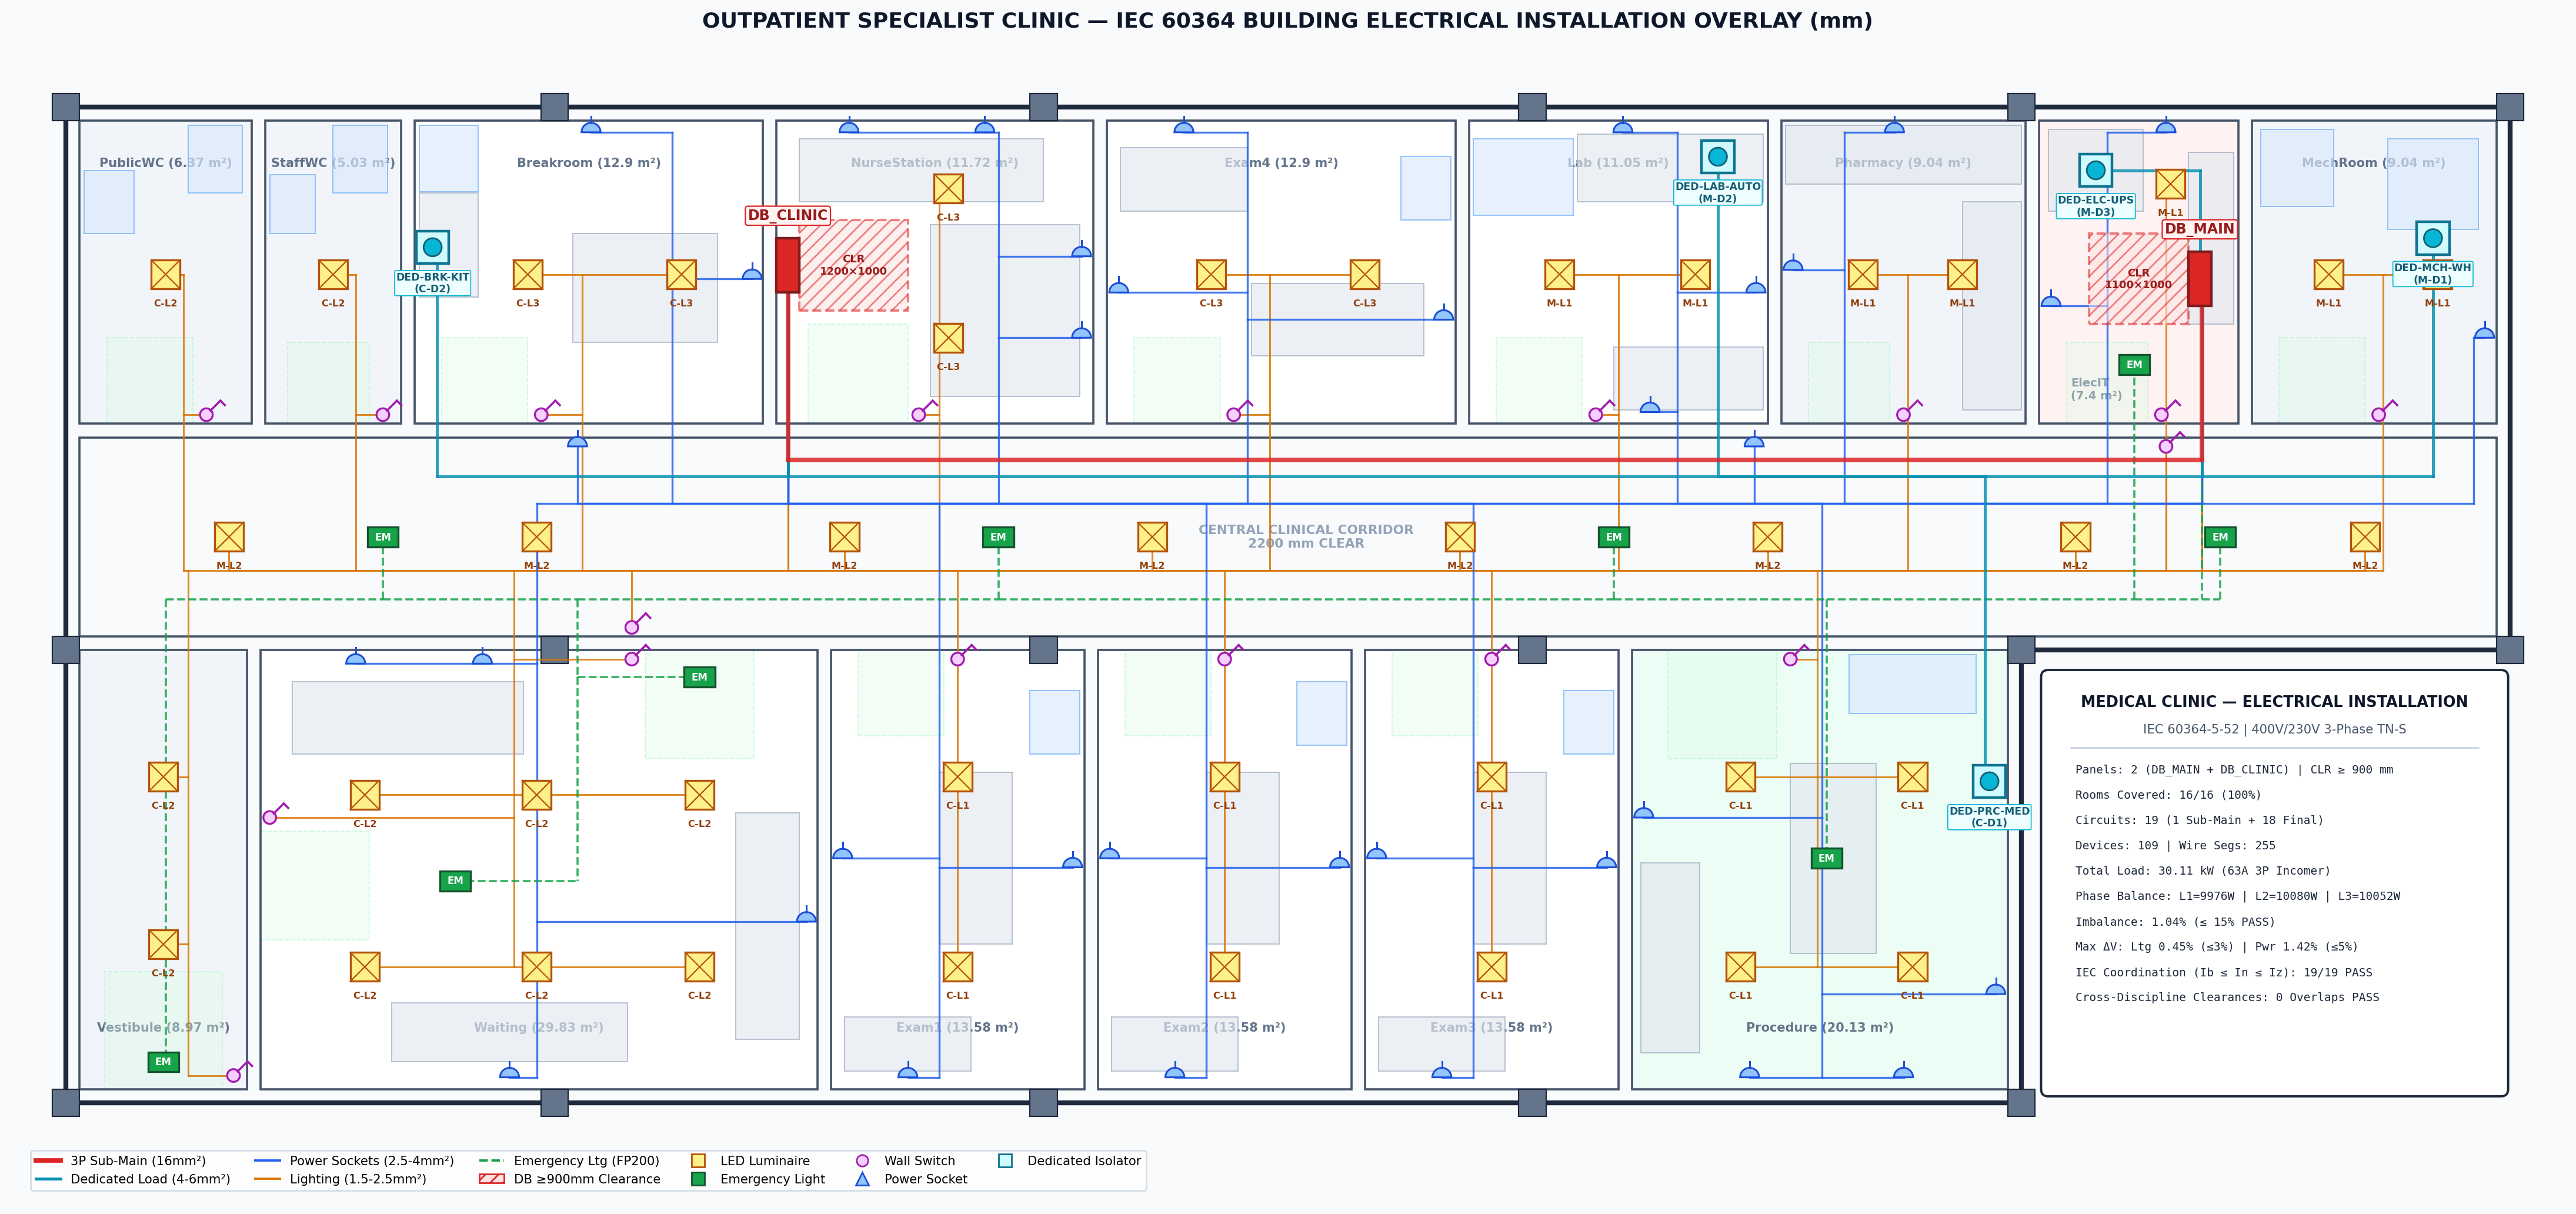 OUTPATIENT SPECIALIST CLINIC — IEC 60364 BUILDING ELECTRICAL INSTALLATION OVERLAY (mm)
PublicWC (6.37 m²)
StaffWC (5.03 m²)
Breakroom (12.9 m²)
NurseStation (11.72 m²)
Exam4 (12.9 m²)
Lab (11.05 m²)
Pharmacy (9.04 m²)
MechRoom (9.04 m²)
DED-LAB-AUTO
(M-D2)
DED-ELC-UPS
(M-D3)
M-L1
C-L3
DB_CLINIC
DB_MAIN
CLR
1200×1000
CLR
1100×1000
DED-BRK-KIT
(C-D2)
DED-MCH-WH
(M-D1)
C-L2
C-L2
C-L3
C-L3
C-L3
C-L3
M-L1
M-L1
M-L1
M-L1
M-L1
M-L1
C-L3
EM
ElecIT
(7.4 m²)
CENTRAL CLINICAL CORRIDOR
2200 mm CLEAR
EM
EM
EM
EM
M-L2
M-L2
M-L2
M-L2
M-L2
M-L2
M-L2
M-L2
EM
C-L2
C-L2
C-L2
C-L2
C-L1
C-L1
C-L1
C-L1
DED-PRC-MED
(C-D1)
EM
EM
C-L2
C-L2
C-L2
C-L2
C-L1
C-L1
C-L1
C-L1
Vestibule (8.97 m²)
Waiting (29.83 m²)
Exam1 (13.58 m²)
Exam2 (13.58 m²)
Exam3 (13.58 m²)
Procedure (20.13 m²)
EM
MEDICAL CLINIC — ELECTRICAL INSTALLATION
IEC 60364-5-52 | 400V/230V 3-Phase TN-S
Panels: 2 (DB_MAIN + DB_CLINIC) | CLR ≥ 900 mm
Rooms Covered: 16/16 (100%)
Circuits: 19 (1 Sub-Main + 18 Final)
Devices: 109 | Wire Segs: 255
Total Load: 30.11 kW (63A 3P Incomer)
Phase Balance: L1=9976W | L2=10080W | L3=10052W
Imbalance: 1.04% (≤ 15% PASS)
Max ΔV: Ltg 0.45% (≤3%) | Pwr 1.42% (≤5%)
IEC Coordination (Ib ≤ In ≤ Iz): 19/19 PASS
Cross-Discipline Clearances: 0 Overlaps PASS
3P Sub-Main (16mm²)
Dedicated Load (4-6mm²)
Power Sockets (2.5-4mm²)
Lighting (1.5-2.5mm²)
Emergency Ltg (FP200)
DB ≥900mm Clearance
LED Luminaire
Emergency Light
Wall Switch
Power Socket
Dedicated Isolator